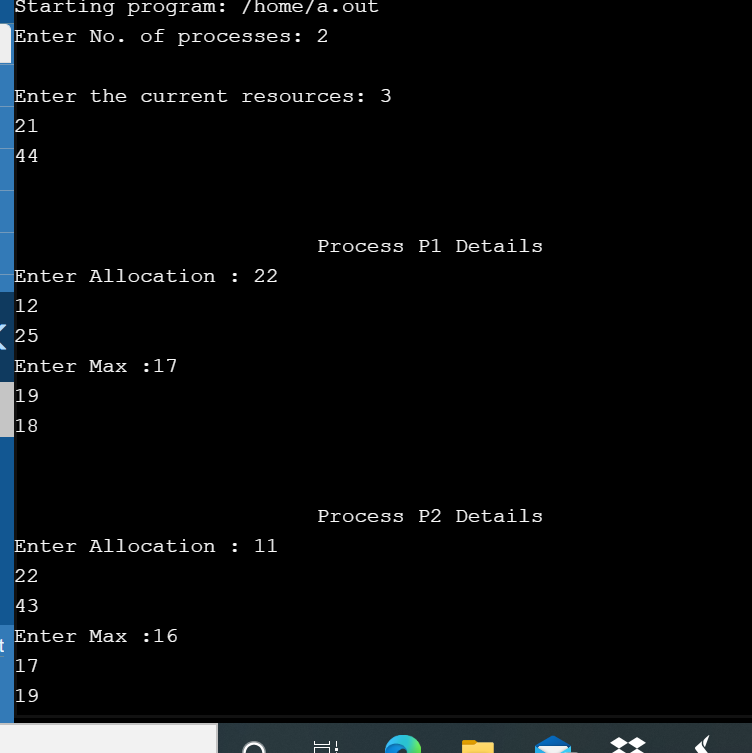 Starting program: /home/a.out
Enter No. of processes: 2
Enter the current resources: 3
21
44
Process P1 Details
Enter Allocation : 22
12
25
Enter Max :17
19
18
Process P2 Details
Enter Allocation : 11
22
43
Enter Max :16
t
17
19